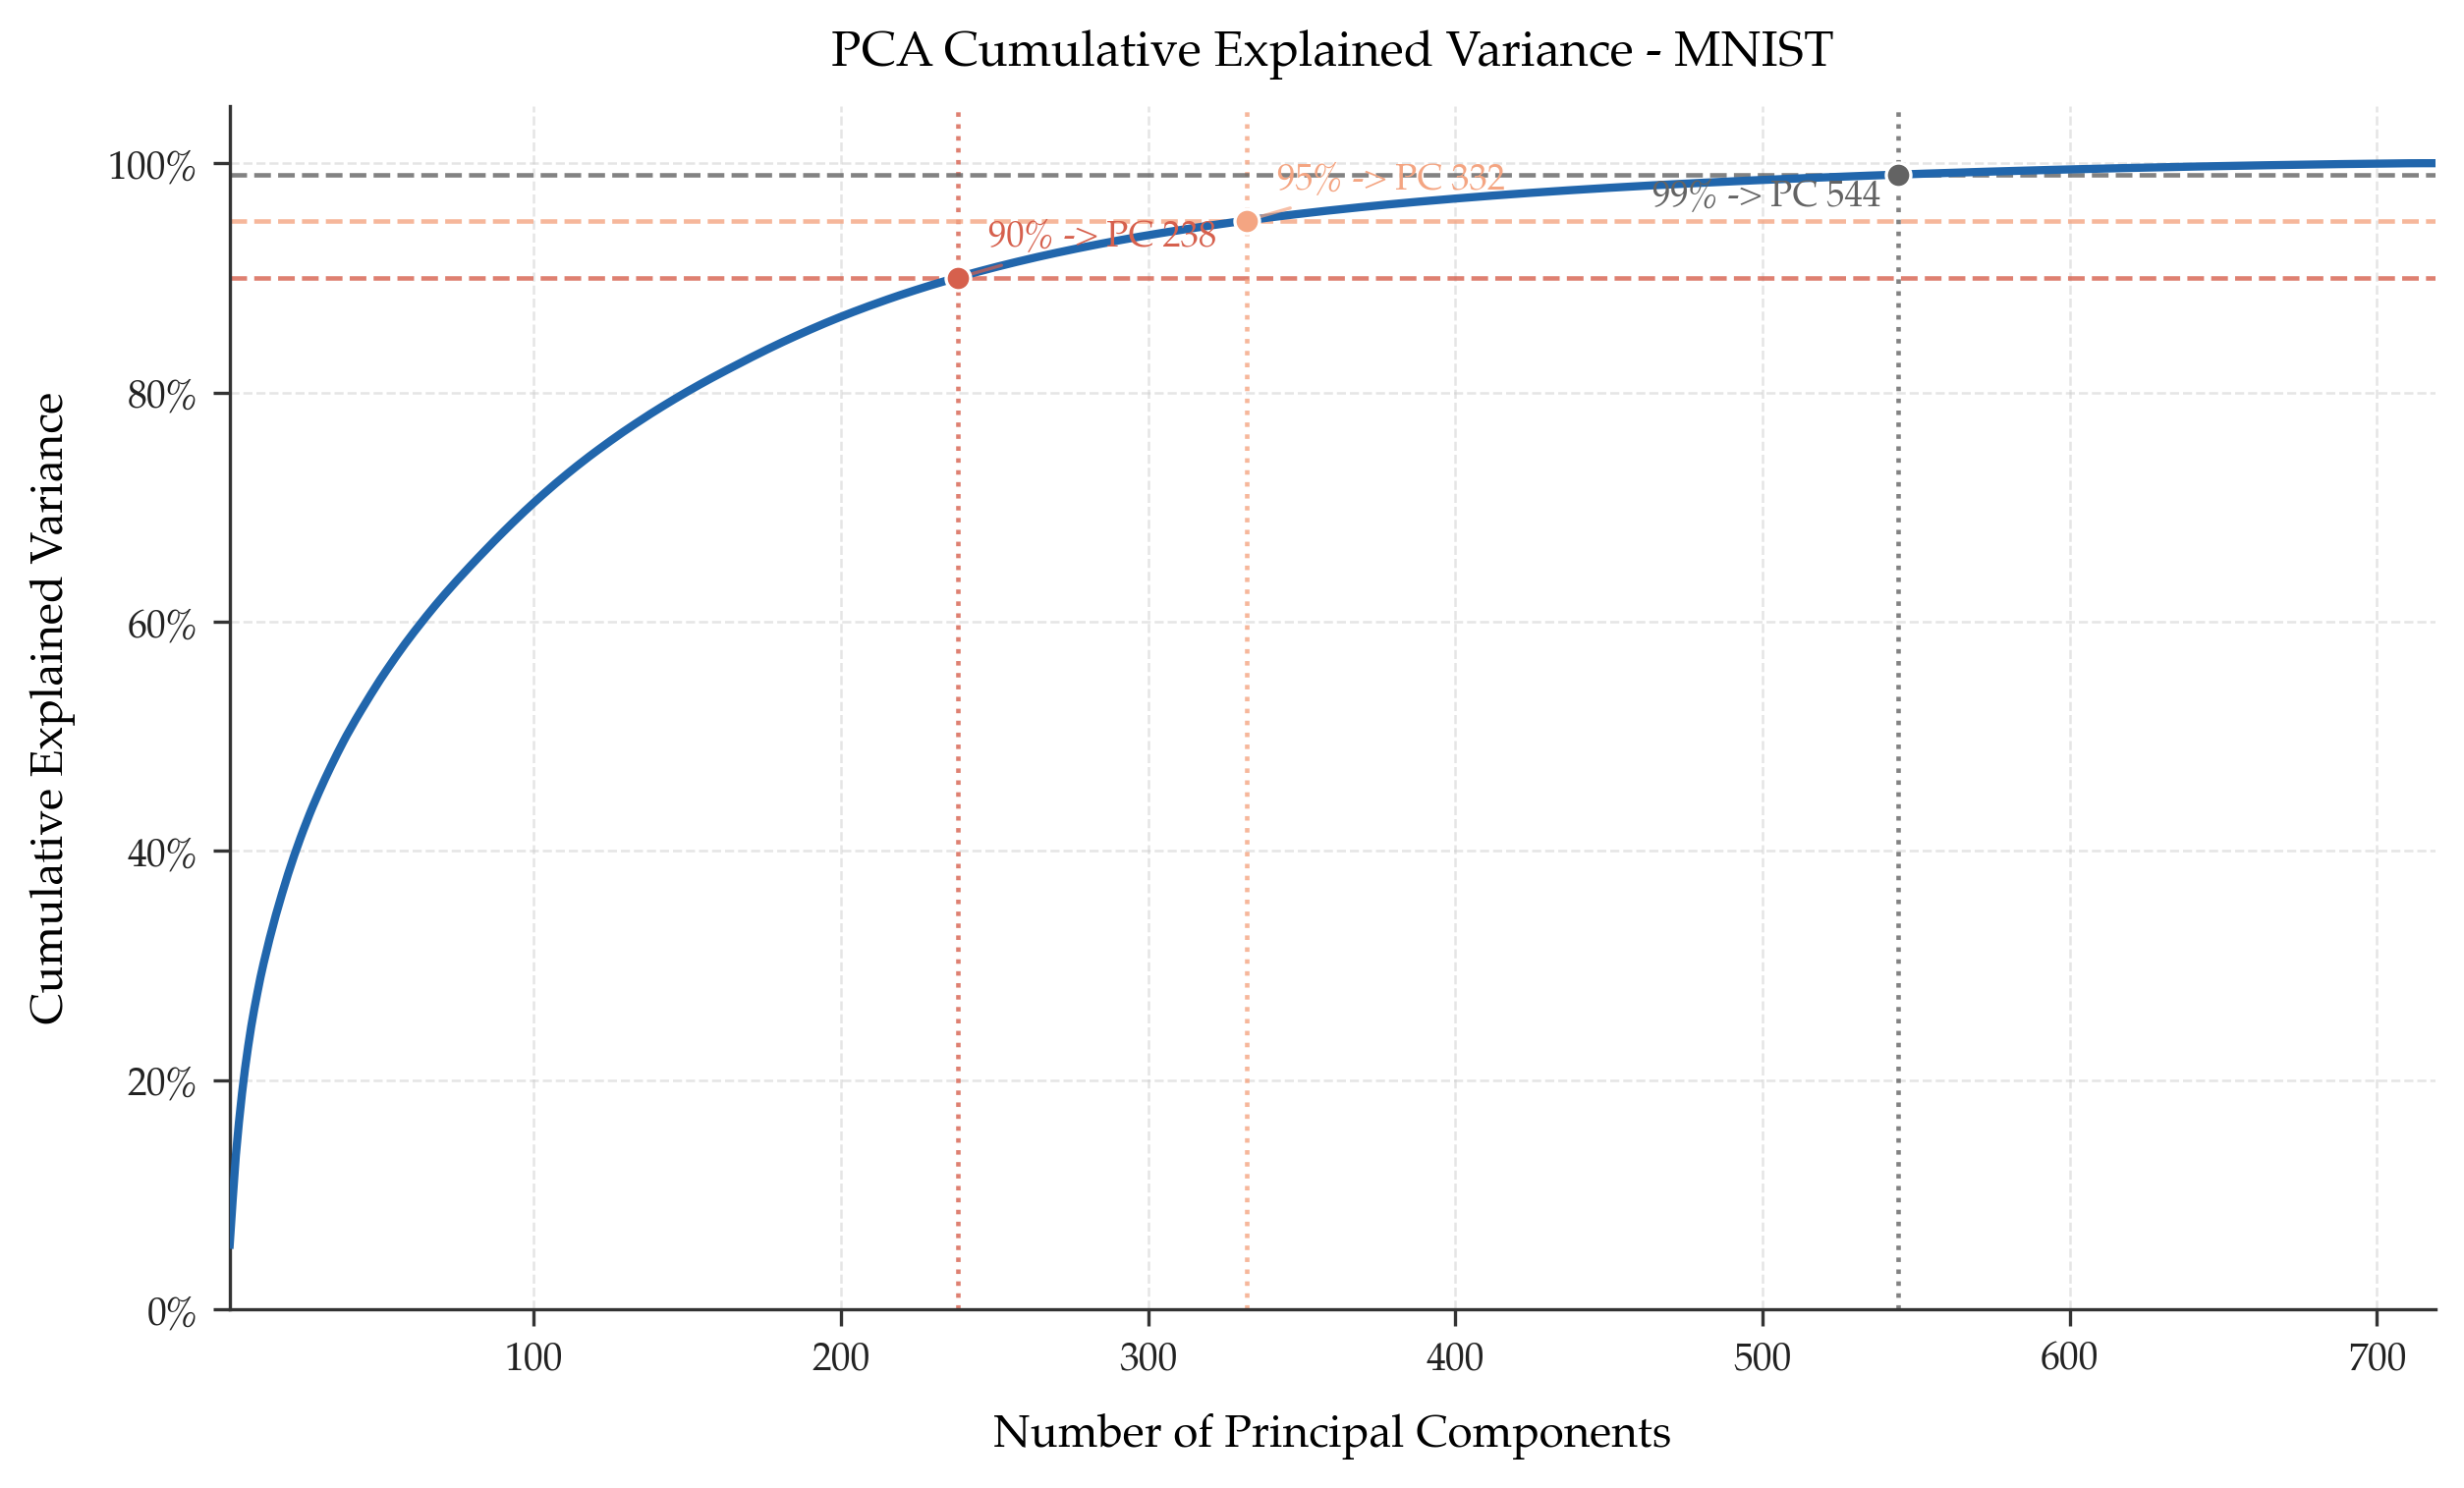 PCA Cumulative Explained Variance - MNIST
Cumulative Explained Variance
100%
80%
60%
40%
20%
0%
95% -> PC 332
99% -> PC 544
90% -> PC 238
100 200 300 400 500 600 700
Number of Principal Components